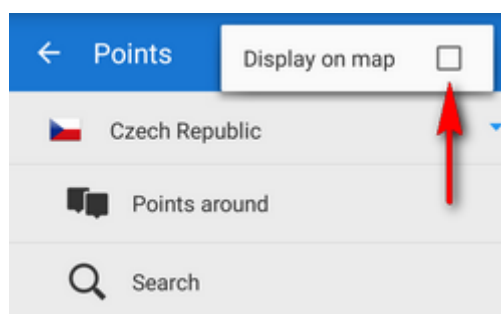 Points
Display on map
Czech Republic
Points around
Search